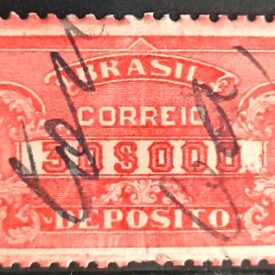 BRASIL
CORREIO
30$000
DEPOSITO